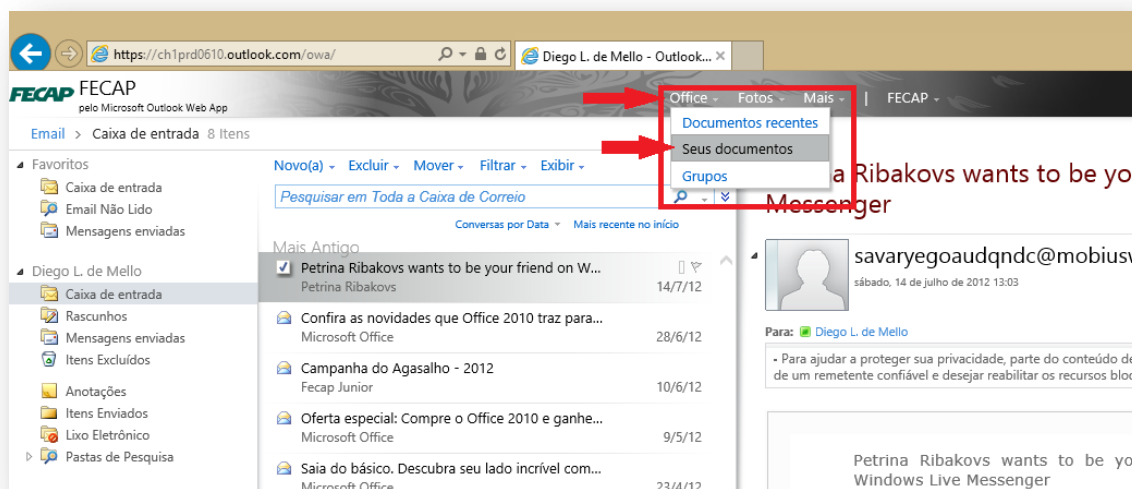 https://ch1prd0610.outlook.com/owa/
Diego L. de Mello - Outlook...
FECAP FECAP
pelo Microsoft Outlook Web App
Office Fotos Mais | FECAP
Documentos recentes
Seus documentos
Grupos
Email > Caixa de entrada 8 Itens
Favoritos
Caixa de entrada
Email Não Lido
Mensagens enviadas
Diego L. de Mello
Caixa de entrada
Rascunhos
Mensagens enviadas
Itens Excluídos
Anotações
Itens Enviados
Lixo Eletrônico
Pastas de Pesquisa
Novo(a) Excluir Mover Filtrar Exibir
Pesquisar em Toda a Caixa de Correio
Conversas por Data Mais recente no início
Mais Antigo
Petrina Ribakovs wants to be your friend on W...
Petrina Ribakovs 14/7/12
Confira as novidades que Office 2010 traz para...
Microsoft Office 28/6/12
Campanha do Agasalho - 2012
Fecap Junior 10/6/12
Oferta especial: Compre o Office 2010 e ganhe...
Microsoft Office 9/5/12
Saia do básico. Descubra seu lado incrível com...
Microsoft Office 23/4/12
a Ribakovs wants to be yo
Messenger
savaryegoaudqndc@mobiusv
sábado, 14 de julho de 2012 13:03
Para: Diego L. de Mello
- Para ajudar a proteger sua privacidade, parte do conteúdo de
de um remetente confiável e desejar reabilitar os recursos bloc
Petrina Ribakovs wants to be yo
Windows Live Messenger